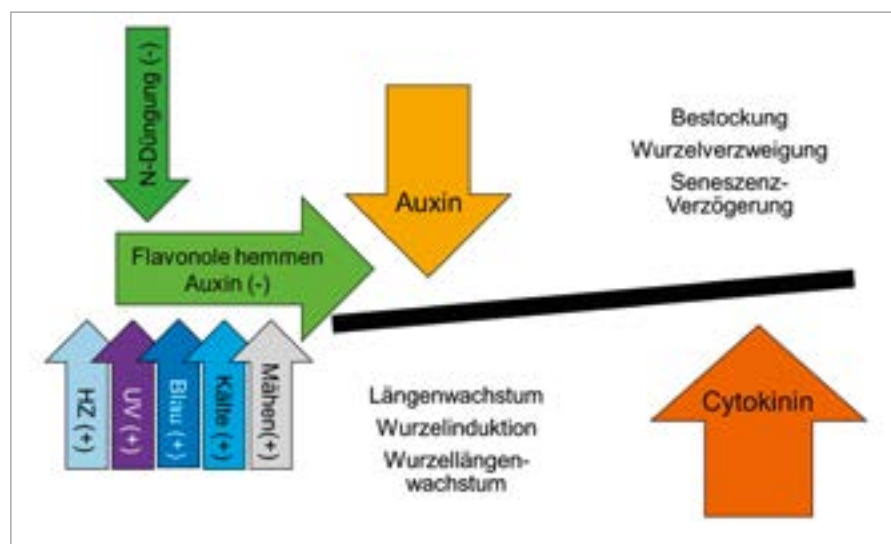 N-Düngung (-)
Auxin
Bestockung
Wurzelverzweigung
Seneszenz-
Verzögerung
Flavonole hemmen
Auxin (-)
HZ (+)
UV (+)
Blau (+)
Kälte (+)
Mähen(+)
Längenwachstum
Wurzelinduktion
Wurzellängen-
wachstum
Cytokinin